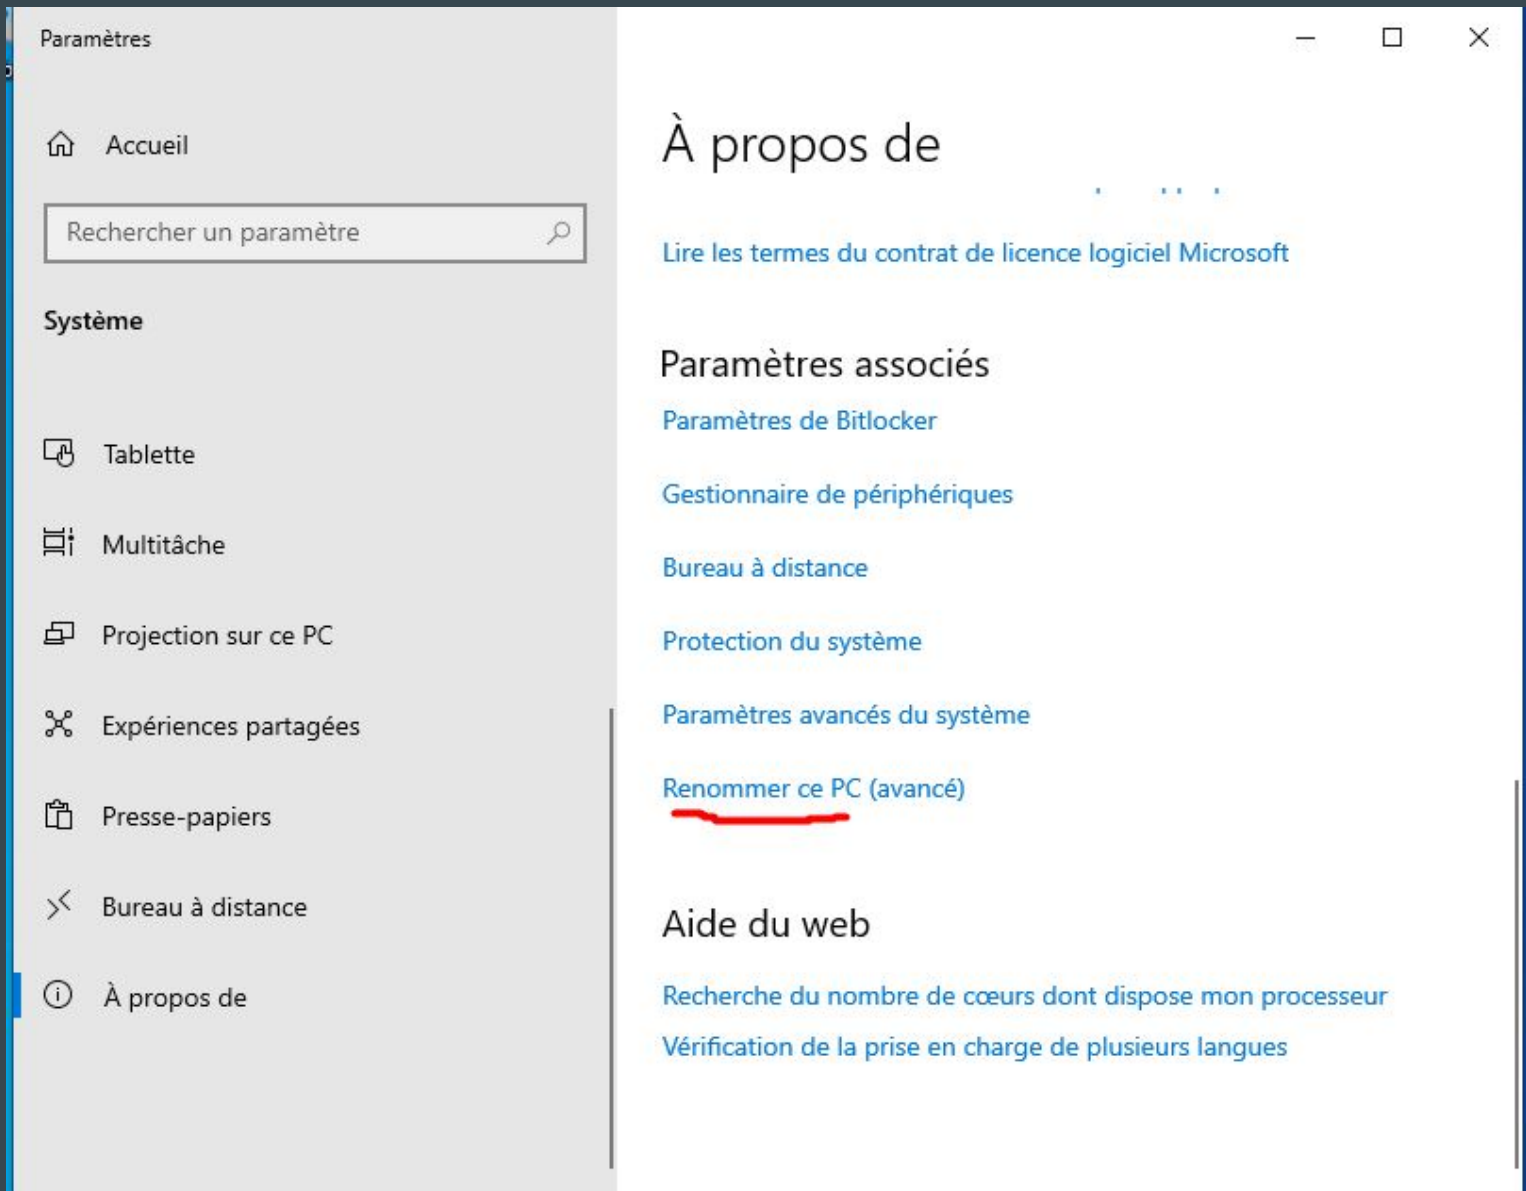 Paramètres
Accueil
Rechercher un paramètre
Système
Tablette
Multitâche
Projection sur ce PC
Expériences partagées
Presse-papiers
Bureau à distance
À propos de
À propos de
Lire les termes du contrat de licence logiciel Microsoft
Paramètres associés
Paramètres de Bitlocker
Gestionnaire de périphériques
Bureau à distance
Protection du système
Paramètres avancés du système
Renommer ce PC (avancé)
Aide du web
Recherche du nombre de cœurs dont dispose mon processeur
Vérification de la prise en charge de plusieurs langues